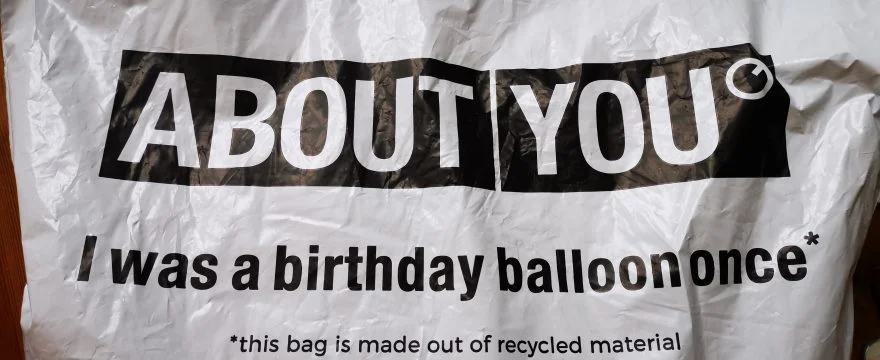 ABOUT YOU
I was a birthday balloon once*
*this bag is made out of recycled material